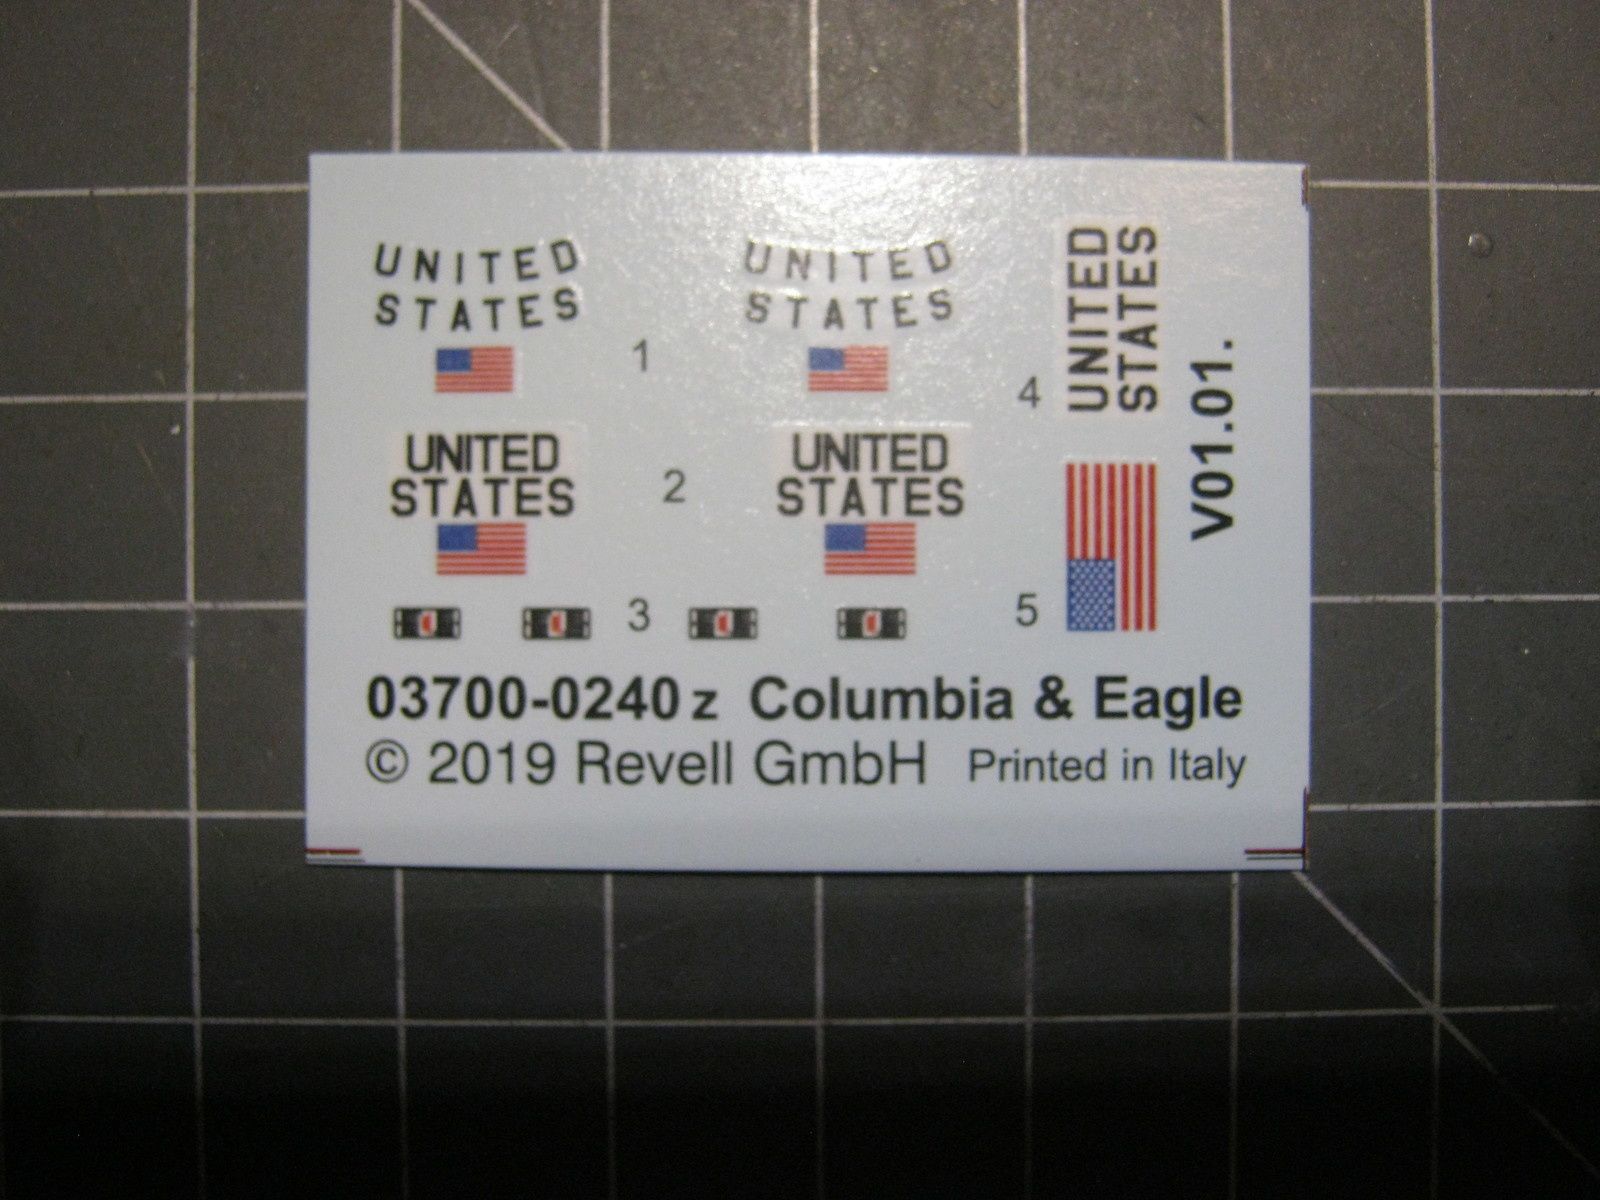 UNITED
STATES
1
UNITED
STATES
4
UNITED
STATES
V01.01.
UNITED
STATES
2
UNITED
STATES
3
5
03700-0240 z Columbia & Eagle
© 2019 Revell GmbH Printed in Italy